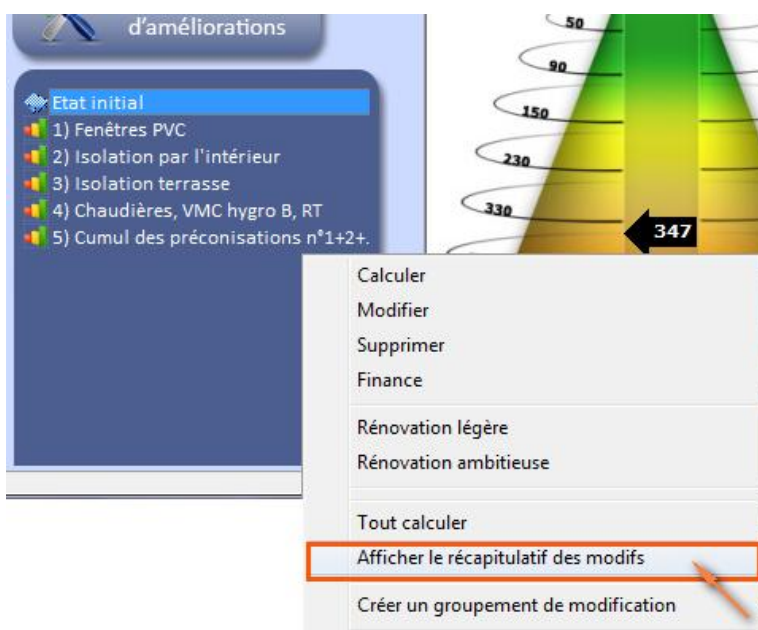 d'améliorations
Etat initial
1) Fenêtres PVC
2) Isolation par l'intérieur
3) Isolation terrasse
4) Chaudières, VMC hygro B, RT
5) Cumul des préconisations n°1+2+.
50
90
150
230
330
347
Calculer
Modifier
Supprimer
Finance
Rénovation légère
Rénovation ambitieuse
Tout calculer
Afficher le récapitulatif des modifs
Créer un groupement de modification